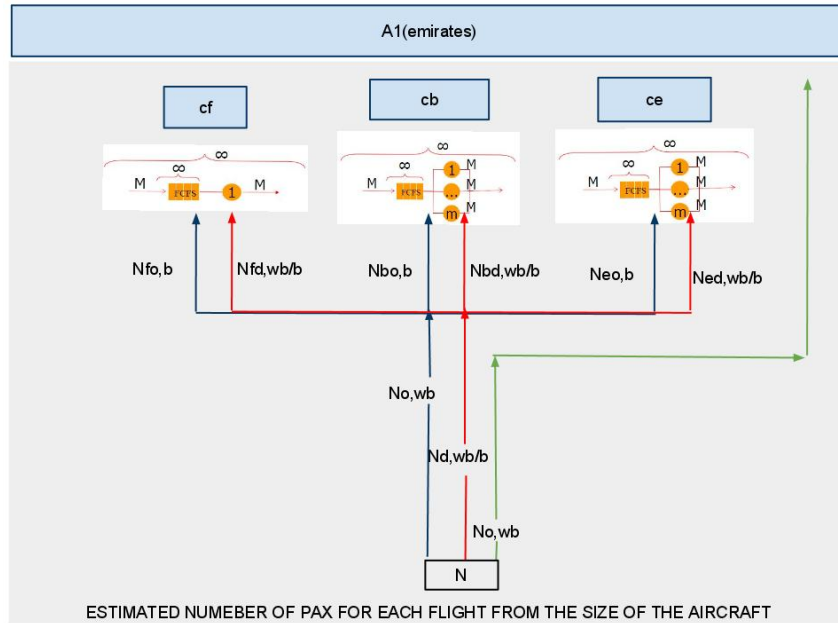 A1(emirates)
cf
cb
ce
∞
∞
M
FCFS
1
M
∞
∞
M
FCFS
1
...
m
M
M
M
∞
∞
M
FCFS
1
...
m
M
M
M
Nfo,b
Nfd,wb/b
Nbo,b
Nbd,wb/b
Neo,b
Ned,wb/b
No,wb
Nd,wb/b
No,wb
N
ESTIMATED NUMEBER OF PAX FOR EACH FLIGHT FROM THE SIZE OF THE AIRCRAFT